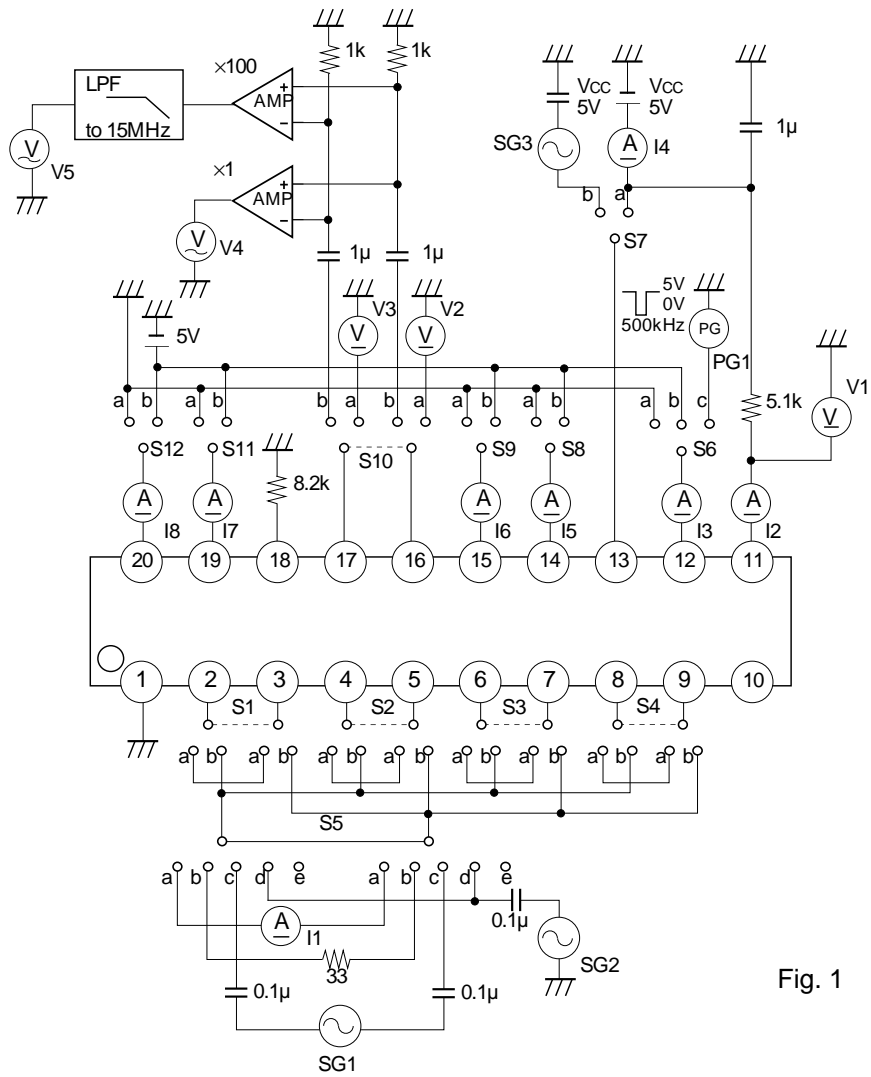 1k 1k
×100
LPF
to 15MHz
AMP
+
−
V
V5
VCC
5V
VCC
5V
SG3
A
I4
1µ
×1
AMP
+
−
V
V4
b a
S7
1µ 1µ
5V
V3 V2
V V
5V
0V
500kHz
PG
PG1
V1
V
5.1k
a b a b b a b a a b a b a b c
S12 S11 S10 S9 S8 S6
8.2k
A A A A A A
I8 I7 I6 I5 I3 I2
20 19 18 17 16 15 14 13 12 11
1 2 3 4 5 6 7 8 9 10
S1 S2 S3 S4
a b a b a b a b a b a b a b a b
S5
a b c d e a b c d e
A
I1
0.1µ
33
SG2
0.1µ 0.1µ
SG1
Fig. 1